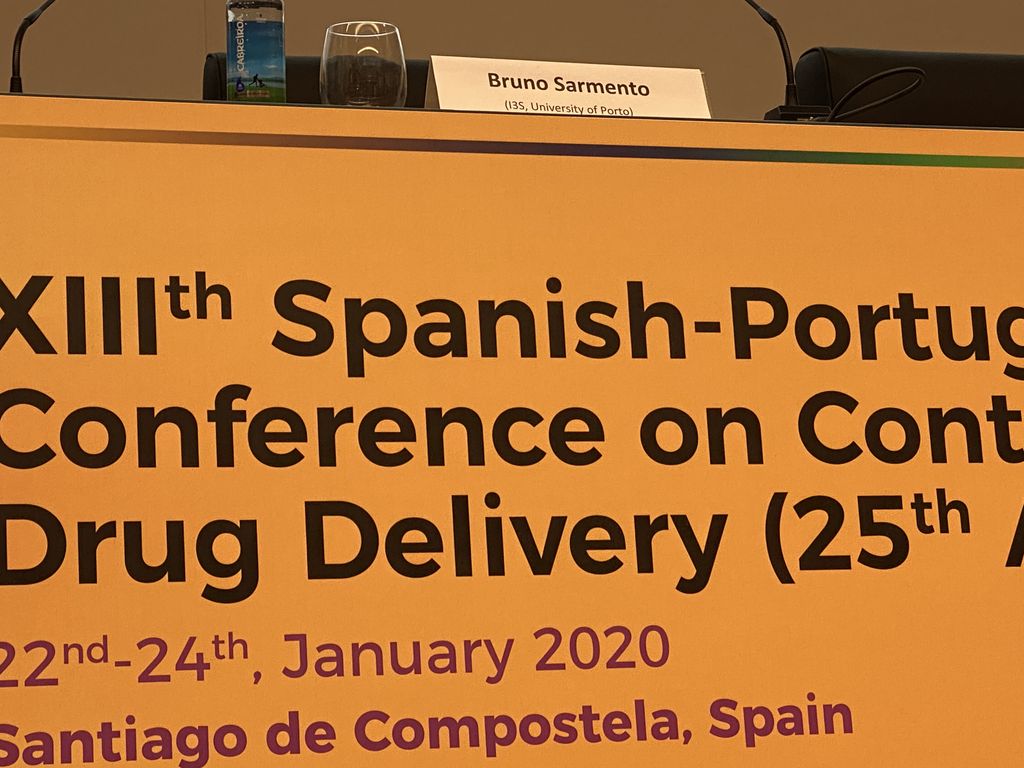 CABREIROÁ
Bruno Sarmento
(I3S, University of Porto)
XIIIth Spanish-Portug
Conference on Cont
Drug Delivery (25th A
22nd-24th, January 2020
Santiago de Compostela, Spain